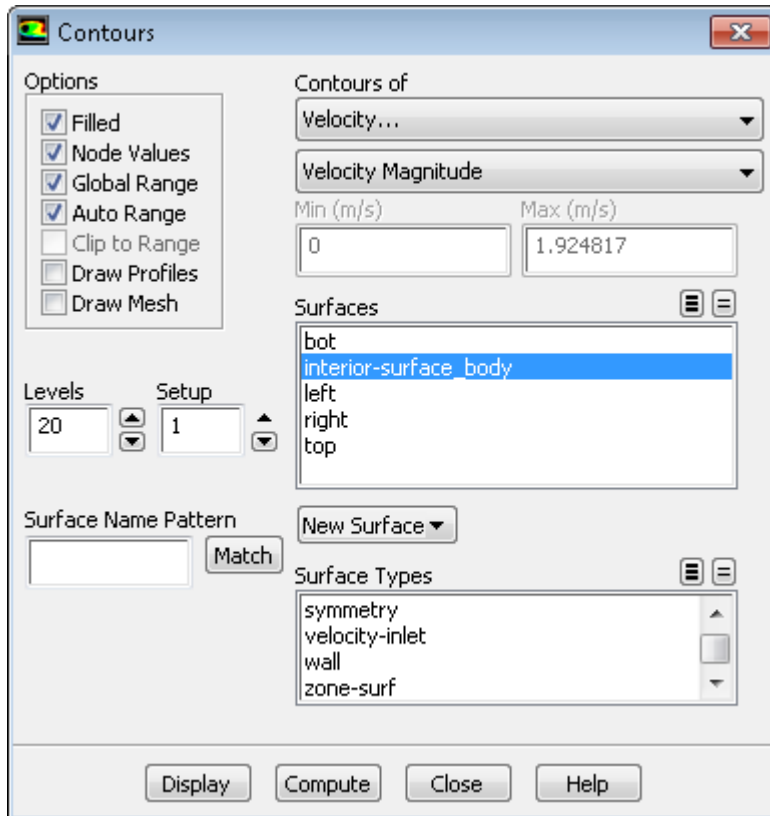 Contours
Options
Filled
Node Values
Global Range
Auto Range
Clip to Range
Draw Profiles
Draw Mesh
Levels
Setup
20
1
Surface Name Pattern
Match
Contours of
Velocity...
Velocity Magnitude
Min (m/s)
Max (m/s)
0
1.924817
Surfaces
bot
interior-surface_body
left
right
top
New Surface
Surface Types
symmetry
velocity-inlet
wall
zone-surf
Display
Compute
Close
Help